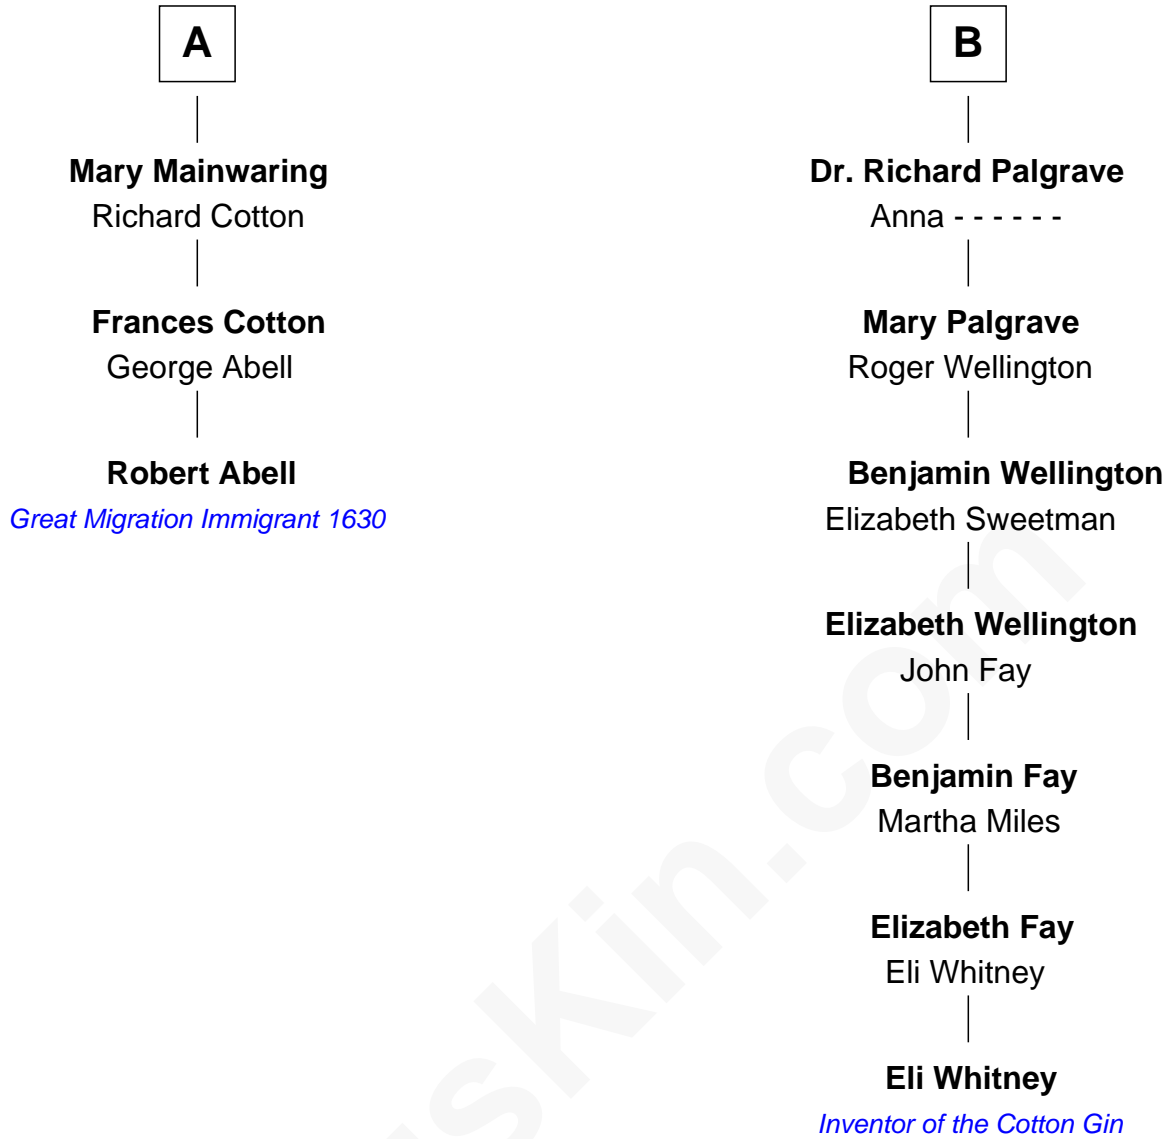 A
Mary Mainwaring
Richard Cotton
Frances Cotton
George Abell
Robert Abell
Great Migration Immigrant 1630
B
Dr. Richard Palgrave
Anna - - - - - -
Mary Palgrave
Roger Wellington
Benjamin Wellington
Elizabeth Sweetman
Elizabeth Wellington
John Fay
Benjamin Fay
Martha Miles
Elizabeth Fay
Eli Whitney
Eli Whitney
Inventor of the Cotton Gin
sKin.com